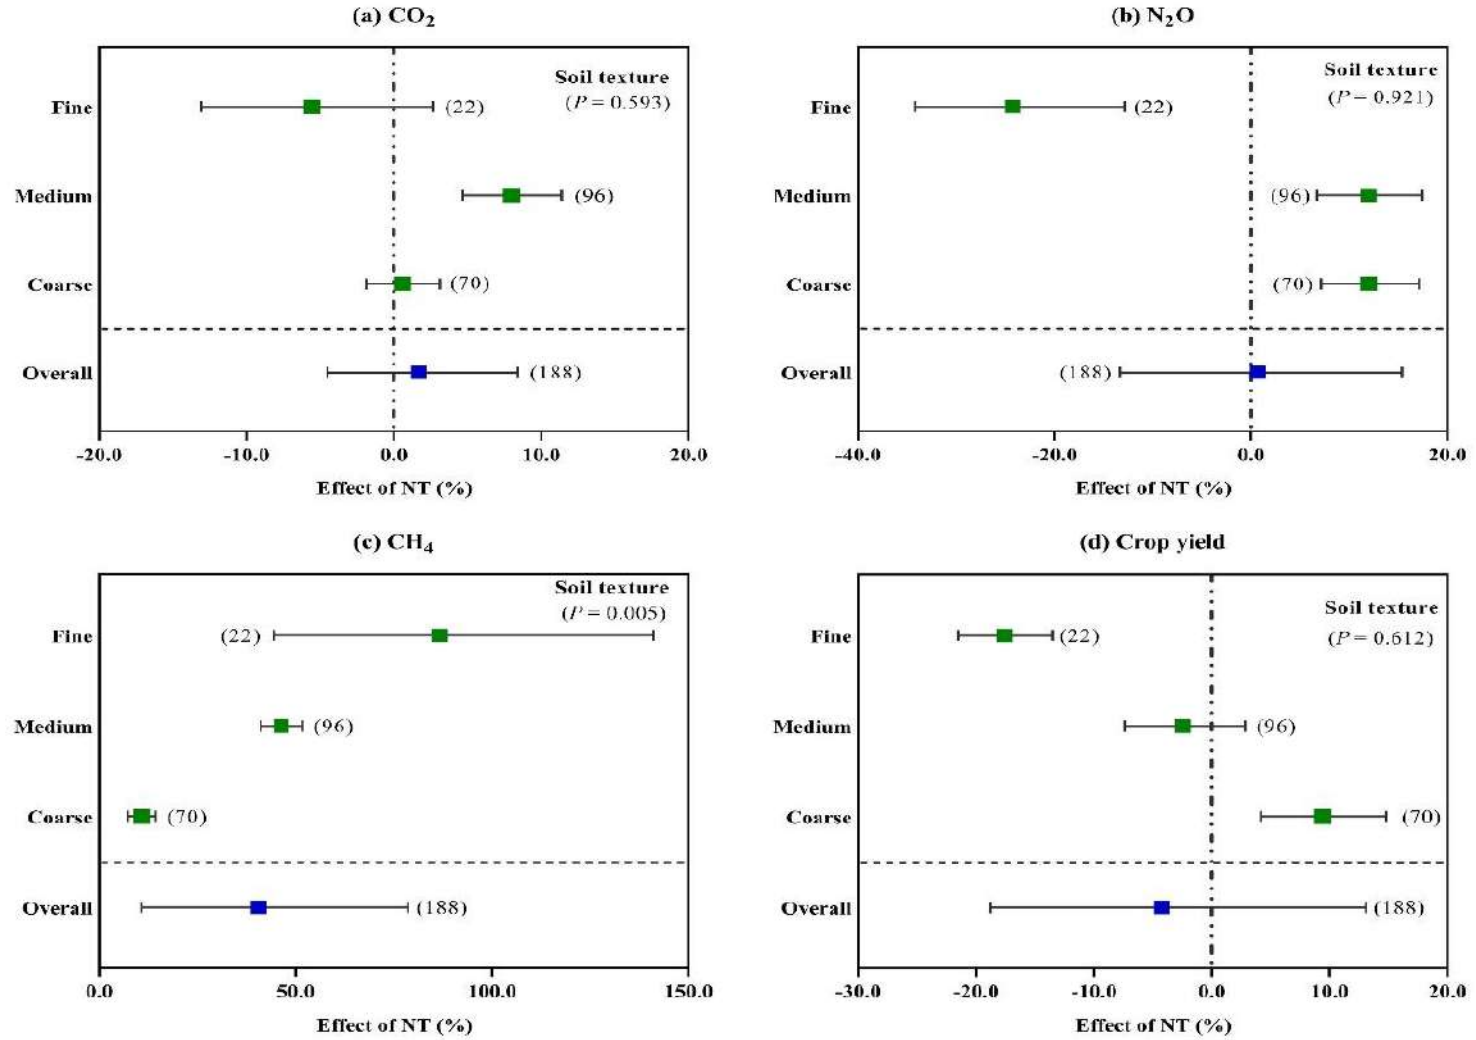 (a) CO₂
Soil texture
(P = 0.593)
Fine
(22)
Medium
(96)
Coarse
(70)
Overall
(188)
-20.0 -10.0 0.0 10.0 20.0
Effect of NT (%)
(b) N₂O
Soil texture
(P = 0.921)
Fine
(22)
Medium
(96)
Coarse
(70)
Overall
(188)
-40.0 -20.0 0.0 20.0
Effect of NT (%)
(c) CH₄
Soil texture
(P = 0.005)
Fine
(22)
Medium
(96)
Coarse
(70)
Overall
(188)
0.0 50.0 100.0 150.0
Effect of NT (%)
(d) Crop yield
Soil texture
(P = 0.612)
Fine
(22)
Medium
(96)
Coarse
(70)
Overall
(188)
-30.0 -20.0 -10.0 0.0 10.0 20.0
Effect of NT (%)